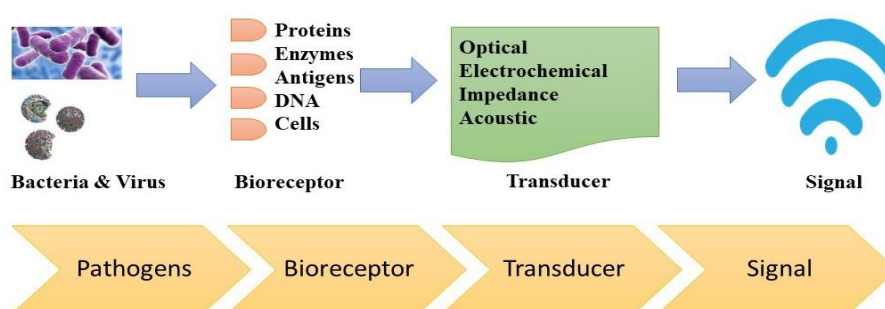 Proteins
Enzymes
Antigens
DNA
Cells
Optical
Electrochemical
Impedance
Acoustic
Bacteria & Virus
Bioreceptor
Transducer
Signal
Pathogens
Bioreceptor
Transducer
Signal